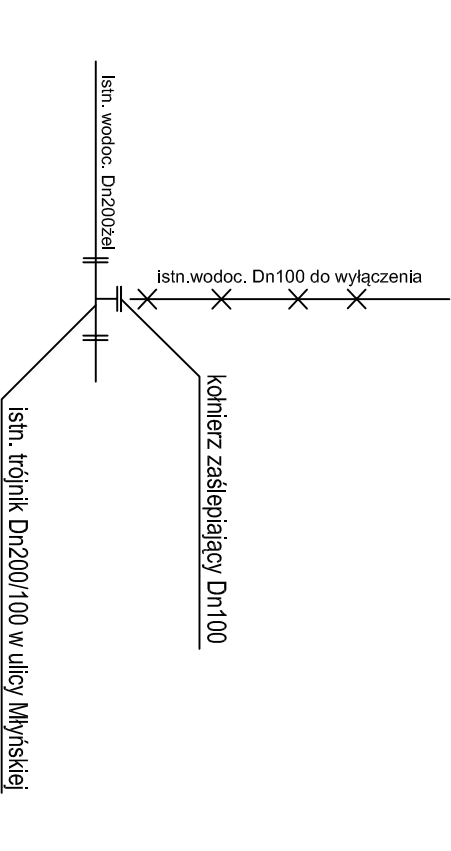 Istn. wodoc. Dn200żel
istn.wodoc. Dn100 do wyłączenia
kołnierz zaślepiający Dn100
istn. trójnik Dn200/100 w ulicy Młyńskiej